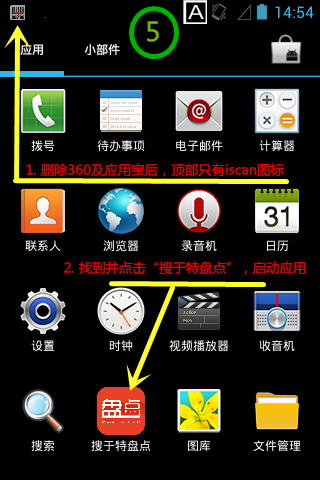 5
A
14:54
应用
小部件
拨号
待办事项
电子邮件
计算器
1. 删除360及应用宝后，顶部只有iscan图标
联系人
浏览器
录音机
31
日历
2. 找到并点击“搜于特盘点”，启动应用
设置
时钟
视频播放器
收音机
盘点
搜索
搜于特盘点
图库
文件管理